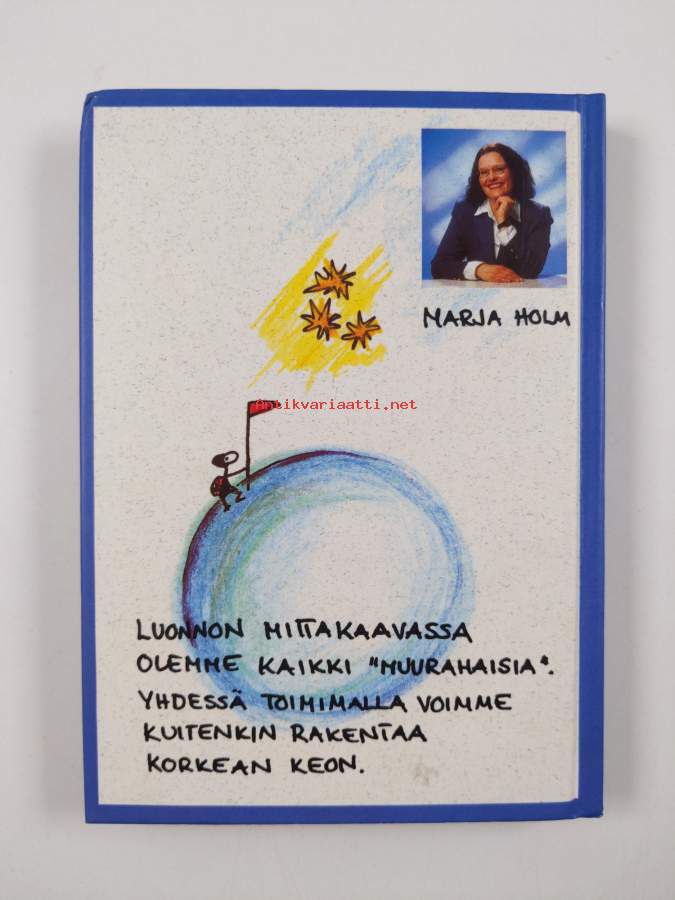 MARJA HOLM
Antikvariaatti.net
LUONNON MITTAKAAVASSA
OLEMME KAIKKI "MUURAHAISIA".
YHDESSÄ TOIMIMALLA VOIMME
KUITENKIN RAKENTAA
KORKEAN KEON.